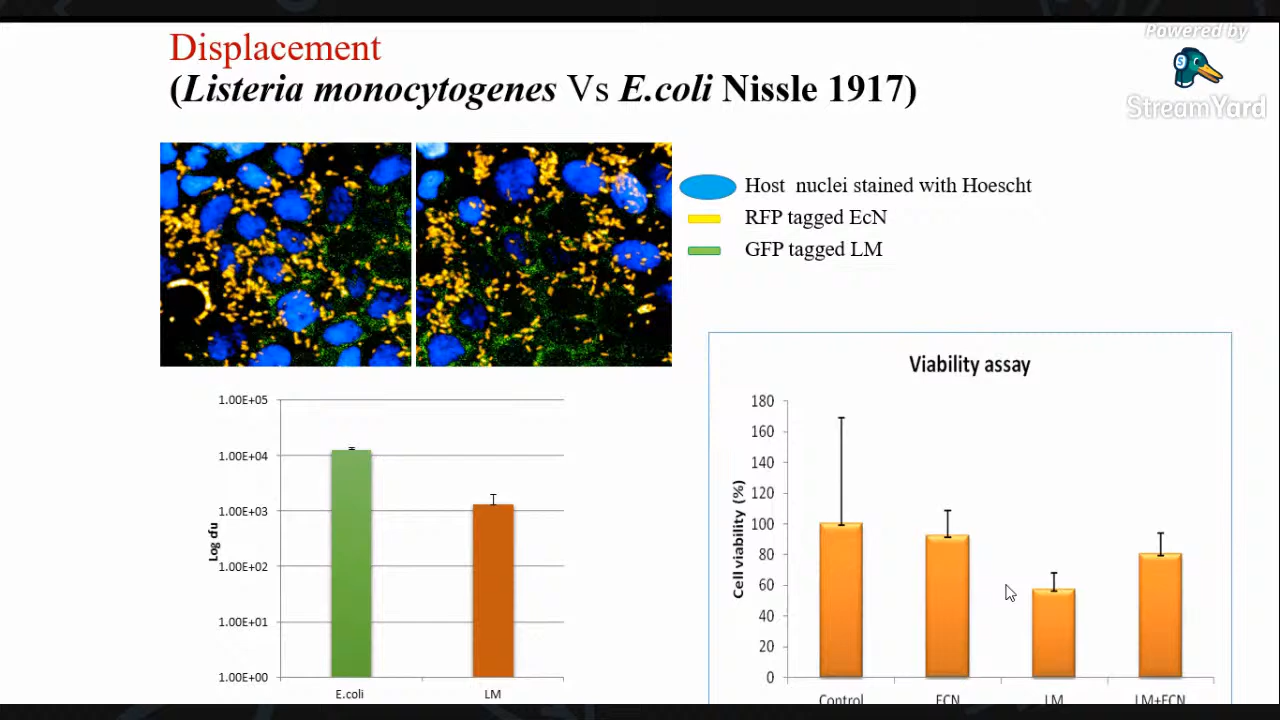 Powered by
StreamYard
Displacement
(Listeria monocytogenes Vs E.coli Nissle 1917)
Host nuclei stained with Hoescht
RFP tagged EcN
GFP tagged LM
1.00E+05
1.00E+04
1.00E+03
1.00E+02
1.00E+01
1.00E+00
Log du
E.coli
LM
Viability assay
180
160
140
120
100
80
60
40
20
0
Cell viability (%)
Control
ECN
LM
LM+ECN